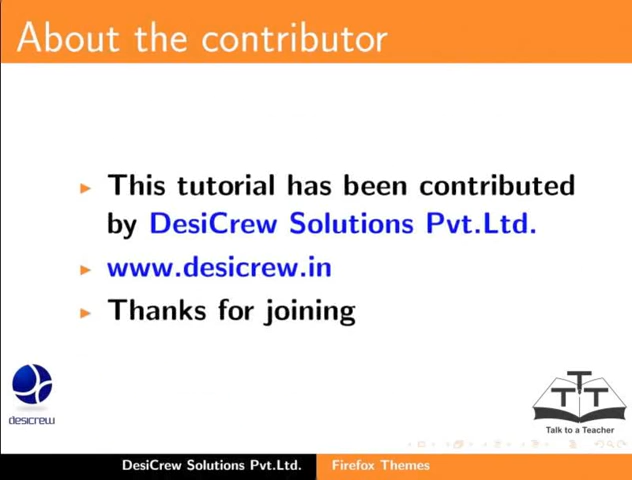 About the contributor
This tutorial has been contributed
by DesiCrew Solutions Pvt.Ltd.
www.desicrew.in
Thanks for joining
desicrew
T T T
Talk to a Teacher
DesiCrew Solutions Pvt.Ltd.
Firefox Themes